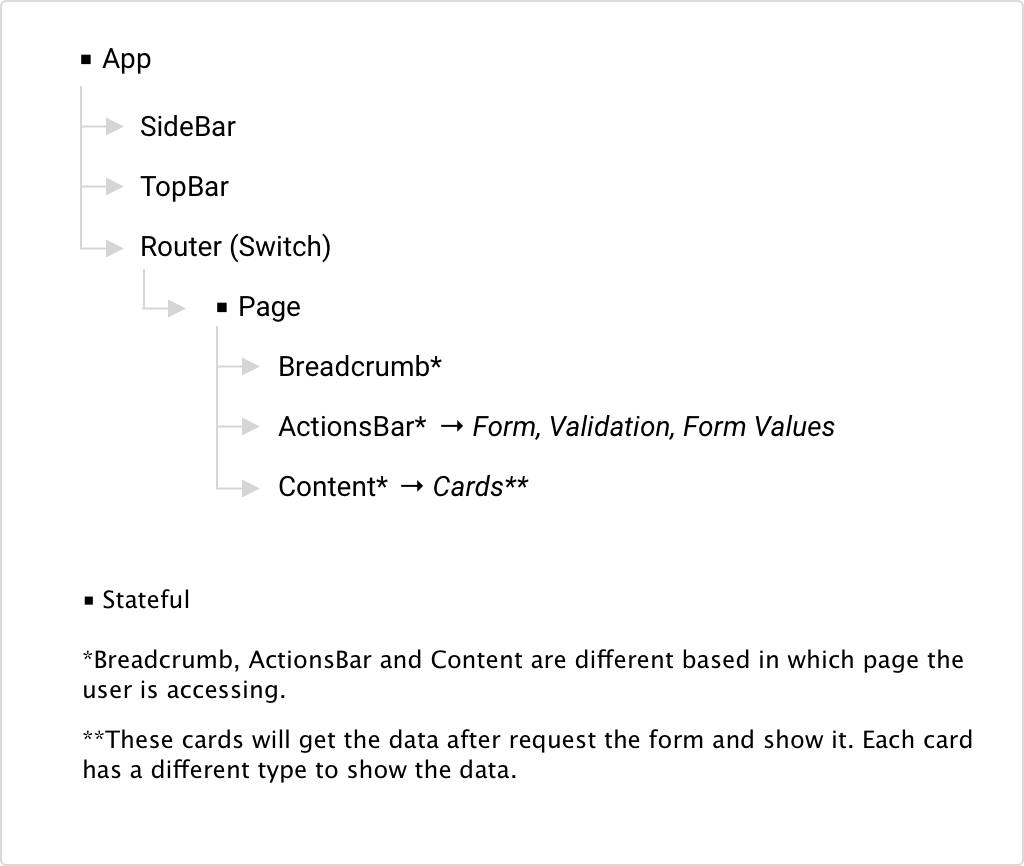 ▪ App
SideBar
TopBar
Router (Switch)
▪ Page
Breadcrumb*
ActionsBar* → Form, Validation, Form Values
Content* → Cards**
▪ Stateful
*Breadcrumb, ActionsBar and Content are different based in which page the
user is accessing.
**These cards will get the data after request the form and show it. Each card
has a different type to show the data.